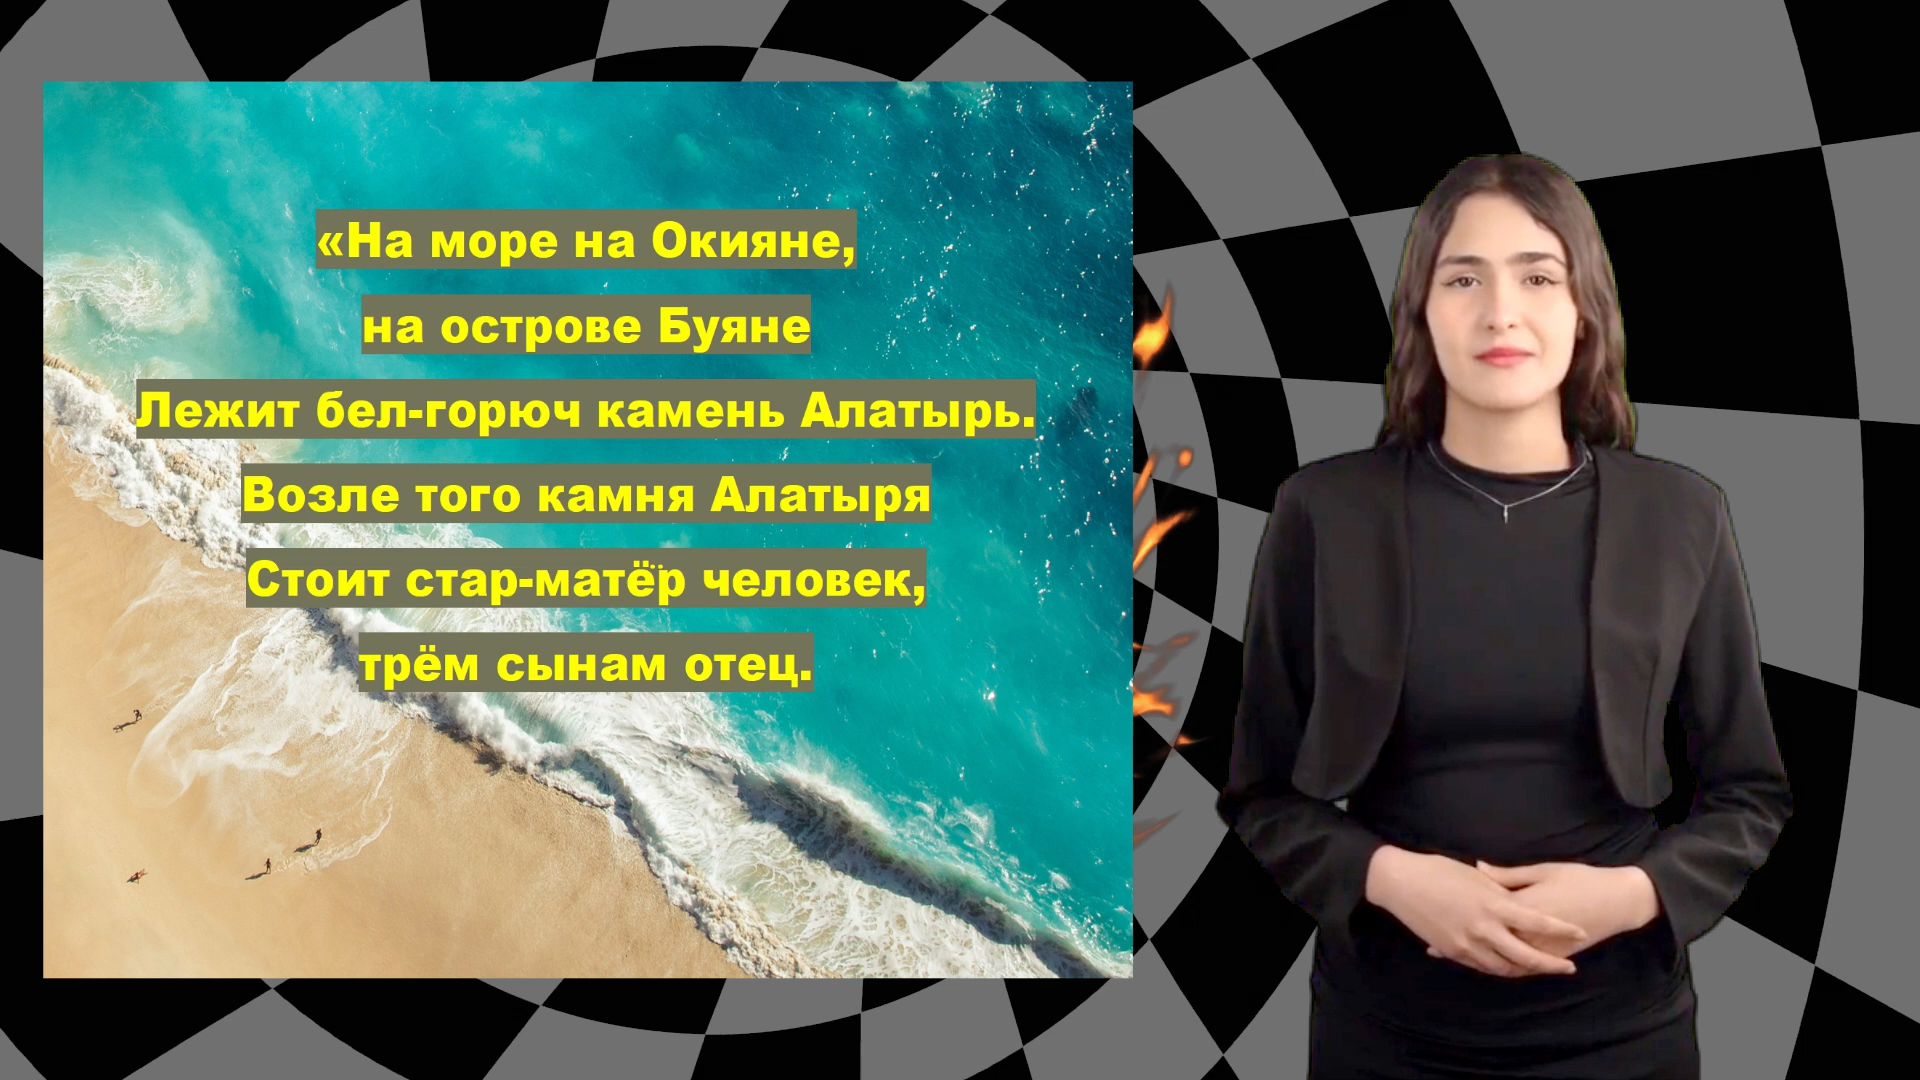 «На море на Окияне,
на острове Буяне
Лежит бел-горюч камень Алатырь.
Возле того камня Алатыря
Стоит стар-матёр человек,
трём сынам отец.